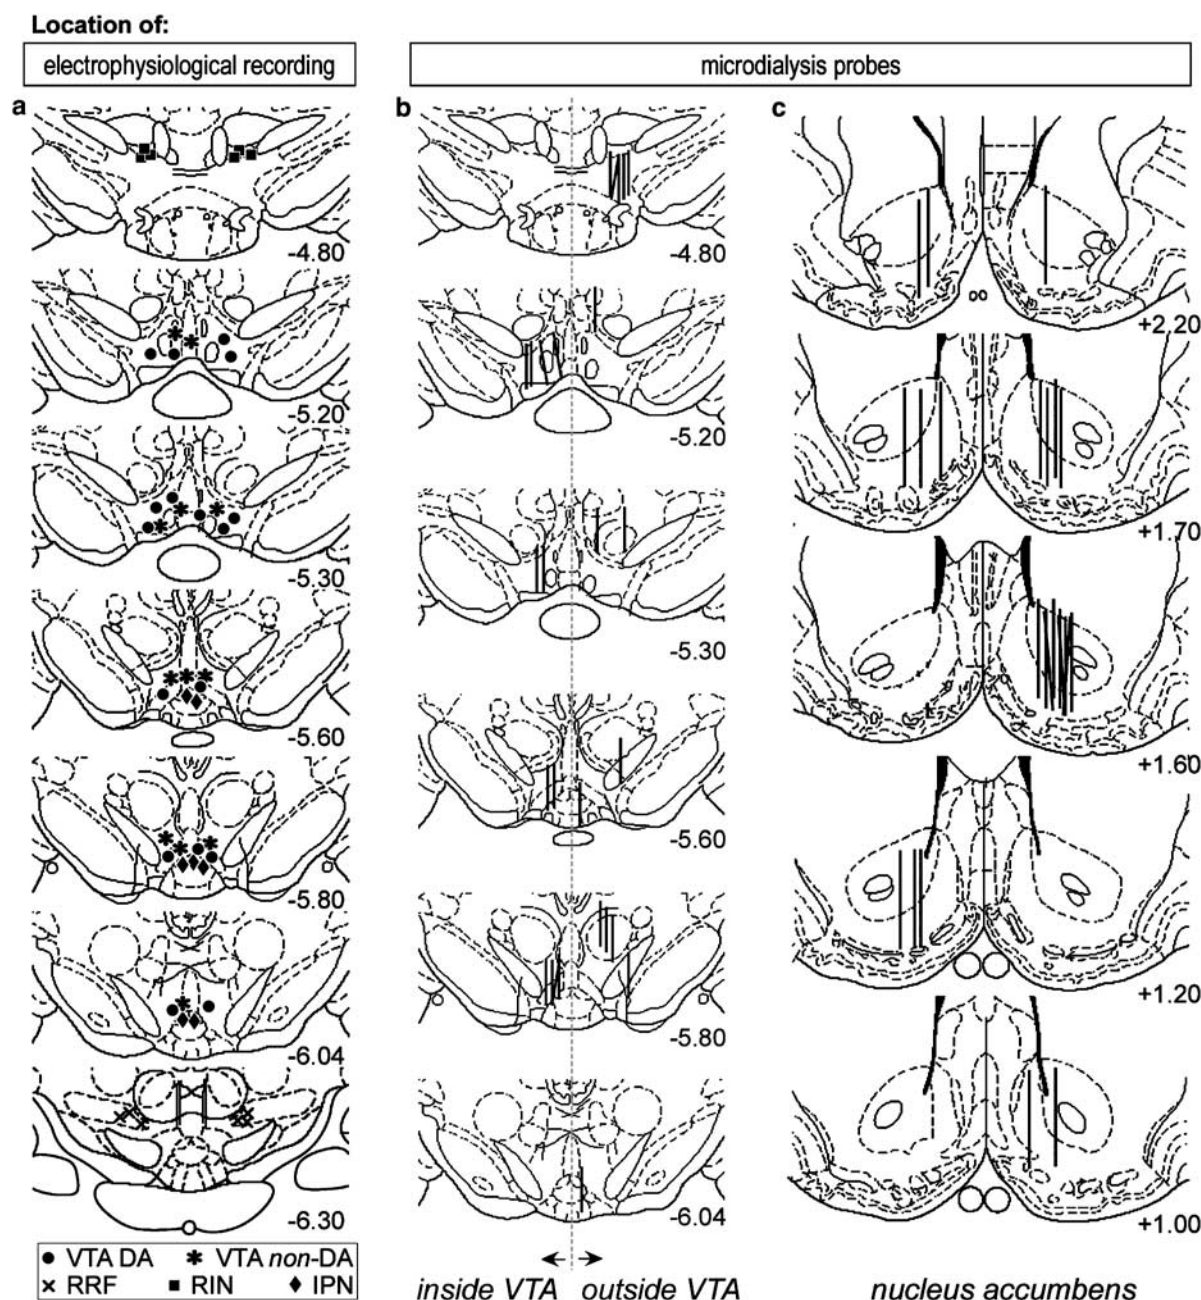 Location of:
electrophysiological recording
microdialysis probes
a
b
c
-4.80
-5.20
-5.30
-5.60
-5.80
-6.04
-6.30
-4.80
-5.20
-5.30
-5.60
-5.80
-6.04
+2.20
+1.70
+1.60
+1.20
+1.00
VTA DA
VTA non-DA
RRF
RIN
IPN
inside VTA
outside VTA
nucleus accumbens